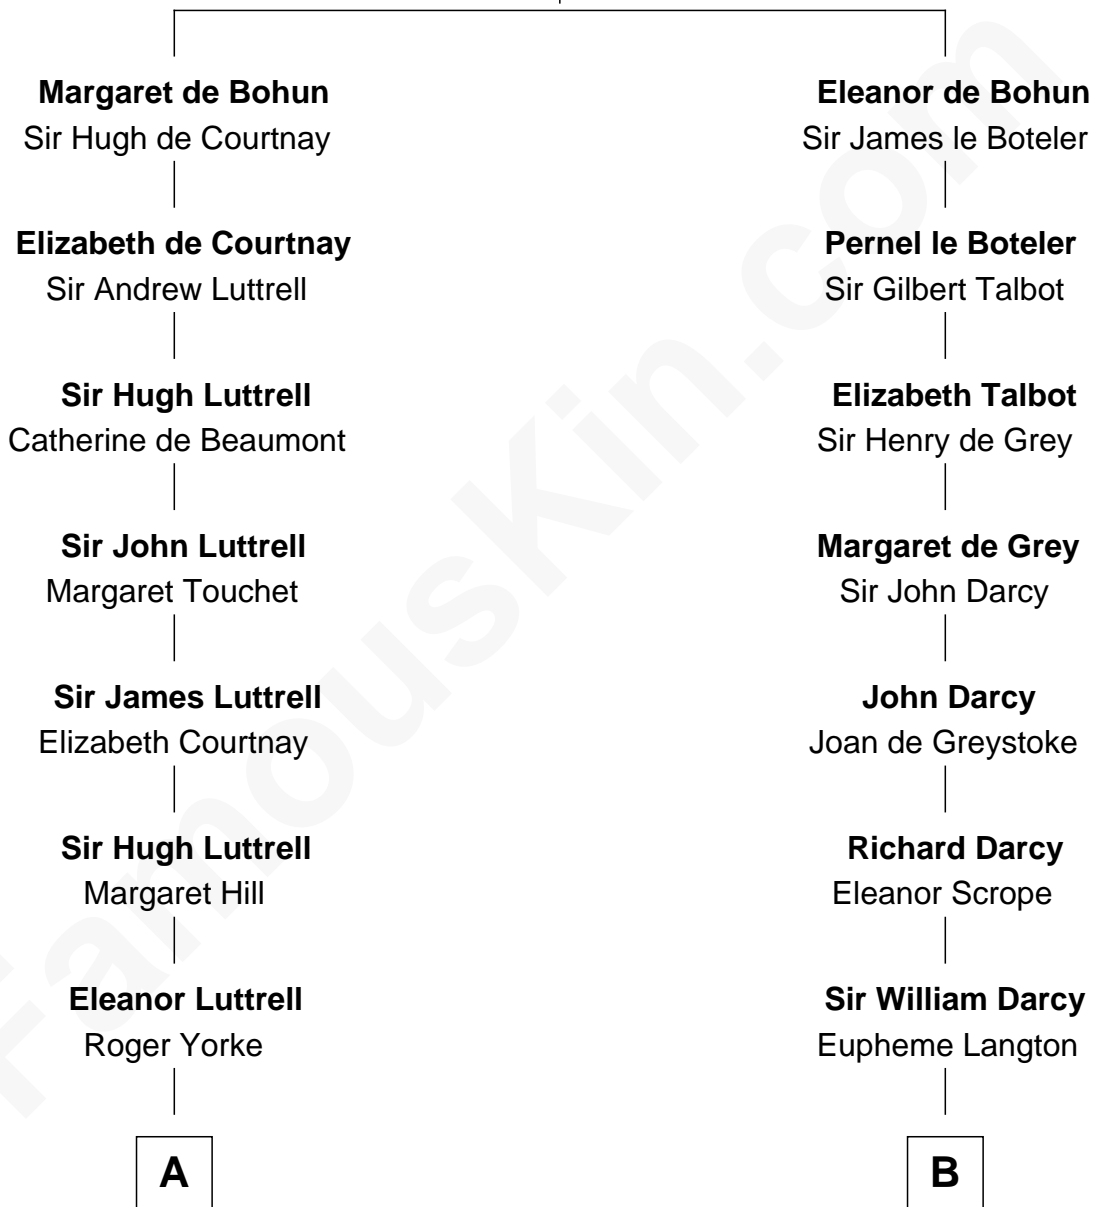 Margaret de Bohun
Sir Hugh de Courtnay
Elizabeth de Courtnay
Sir Andrew Luttrell
Sir Hugh Luttrell
Catherine de Beaumont
Sir John Luttrell
Margaret Touchet
Sir James Luttrell
Elizabeth Courtnay
Sir Hugh Luttrell
Margaret Hill
Eleanor Luttrell
Roger Yorke
A
Eleanor de Bohun
Sir James le Boteler
Pernel le Boteler
Sir Gilbert Talbot
Elizabeth Talbot
Sir Henry de Grey
Margaret de Grey
Sir John Darcy
John Darcy
Joan de Greystoke
Richard Darcy
Eleanor Scrope
Sir William Darcy
Eupheme Langton
B
FamousKin.com